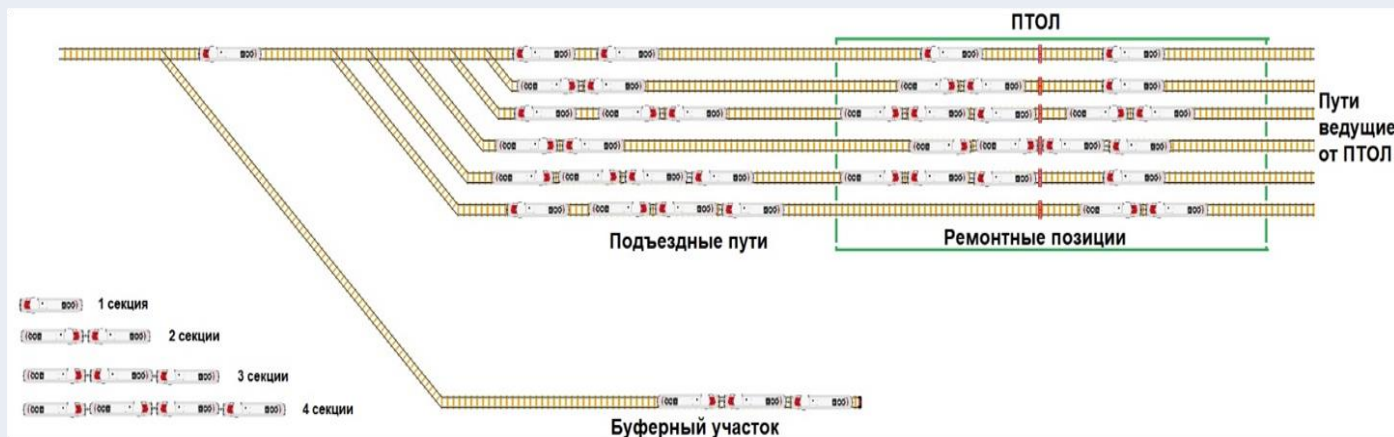 ПТОЛ
Пути
ведущие
от ПТОЛ
Подъездные пути
Ремонтные позиции
1 секция
2 секции
3 секции
4 секции
Буферный участок